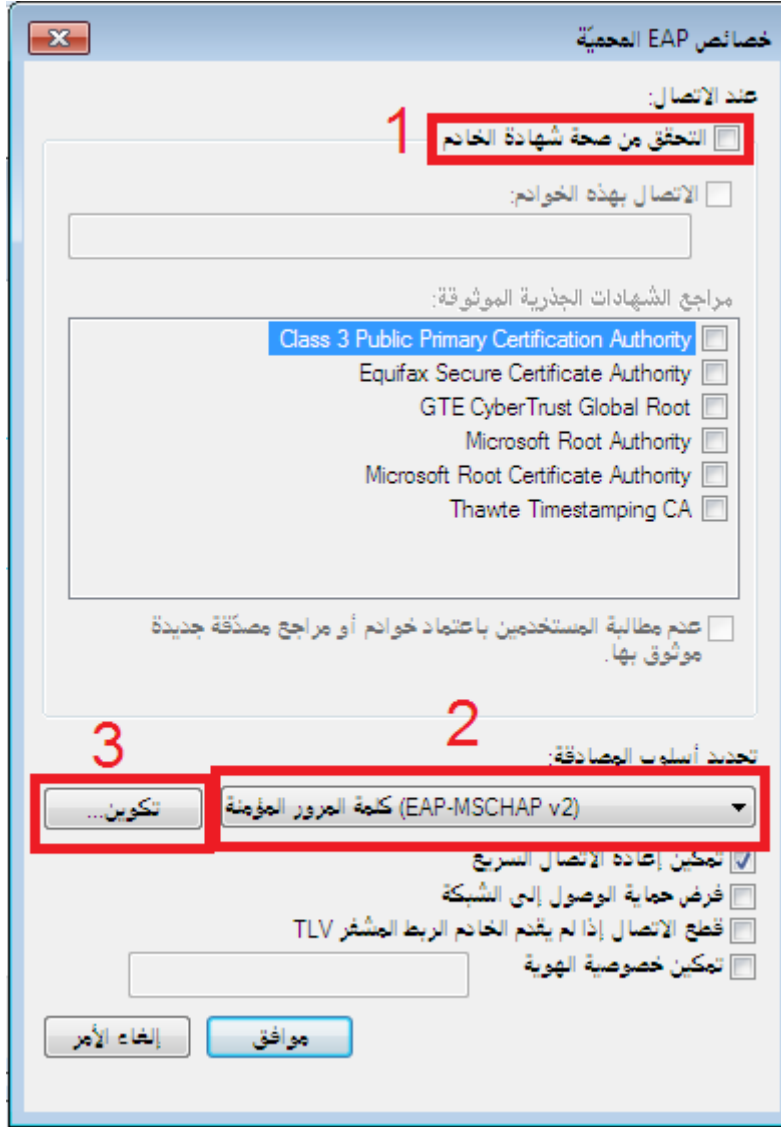 خصائص EAP المحميّة
عند الاتصال:
1
التحقق من صحة شهادة الخادم
الاتصال بهذه الخوادم:
مراجع الشهادات الجذرية الموثوقة:
Class 3 Public Primary Certification Authority
Equifax Secure Certificate Authority
GTE CyberTrust Global Root
Microsoft Root Authority
Microsoft Root Certificate Authority
Thawte Timestamping CA
عدم مطالبة المستخدمين باعتماد خوادم أو مراجع مصدّقة جديدة
موثوق بها.
2
3
تحديد أسلوب المصادقة:
كلمة المرور المؤمنة (EAP-MSCHAP v2)
تكوين...
تمكين إعادة الاتصال السريع
فرض حماية الوصول إلى الشبكة
قطع الاتصال إذا لم يقدم الخادم الربط المشفر TLV
تمكين خصوصية الهوية
موافق
إلغاء الأمر